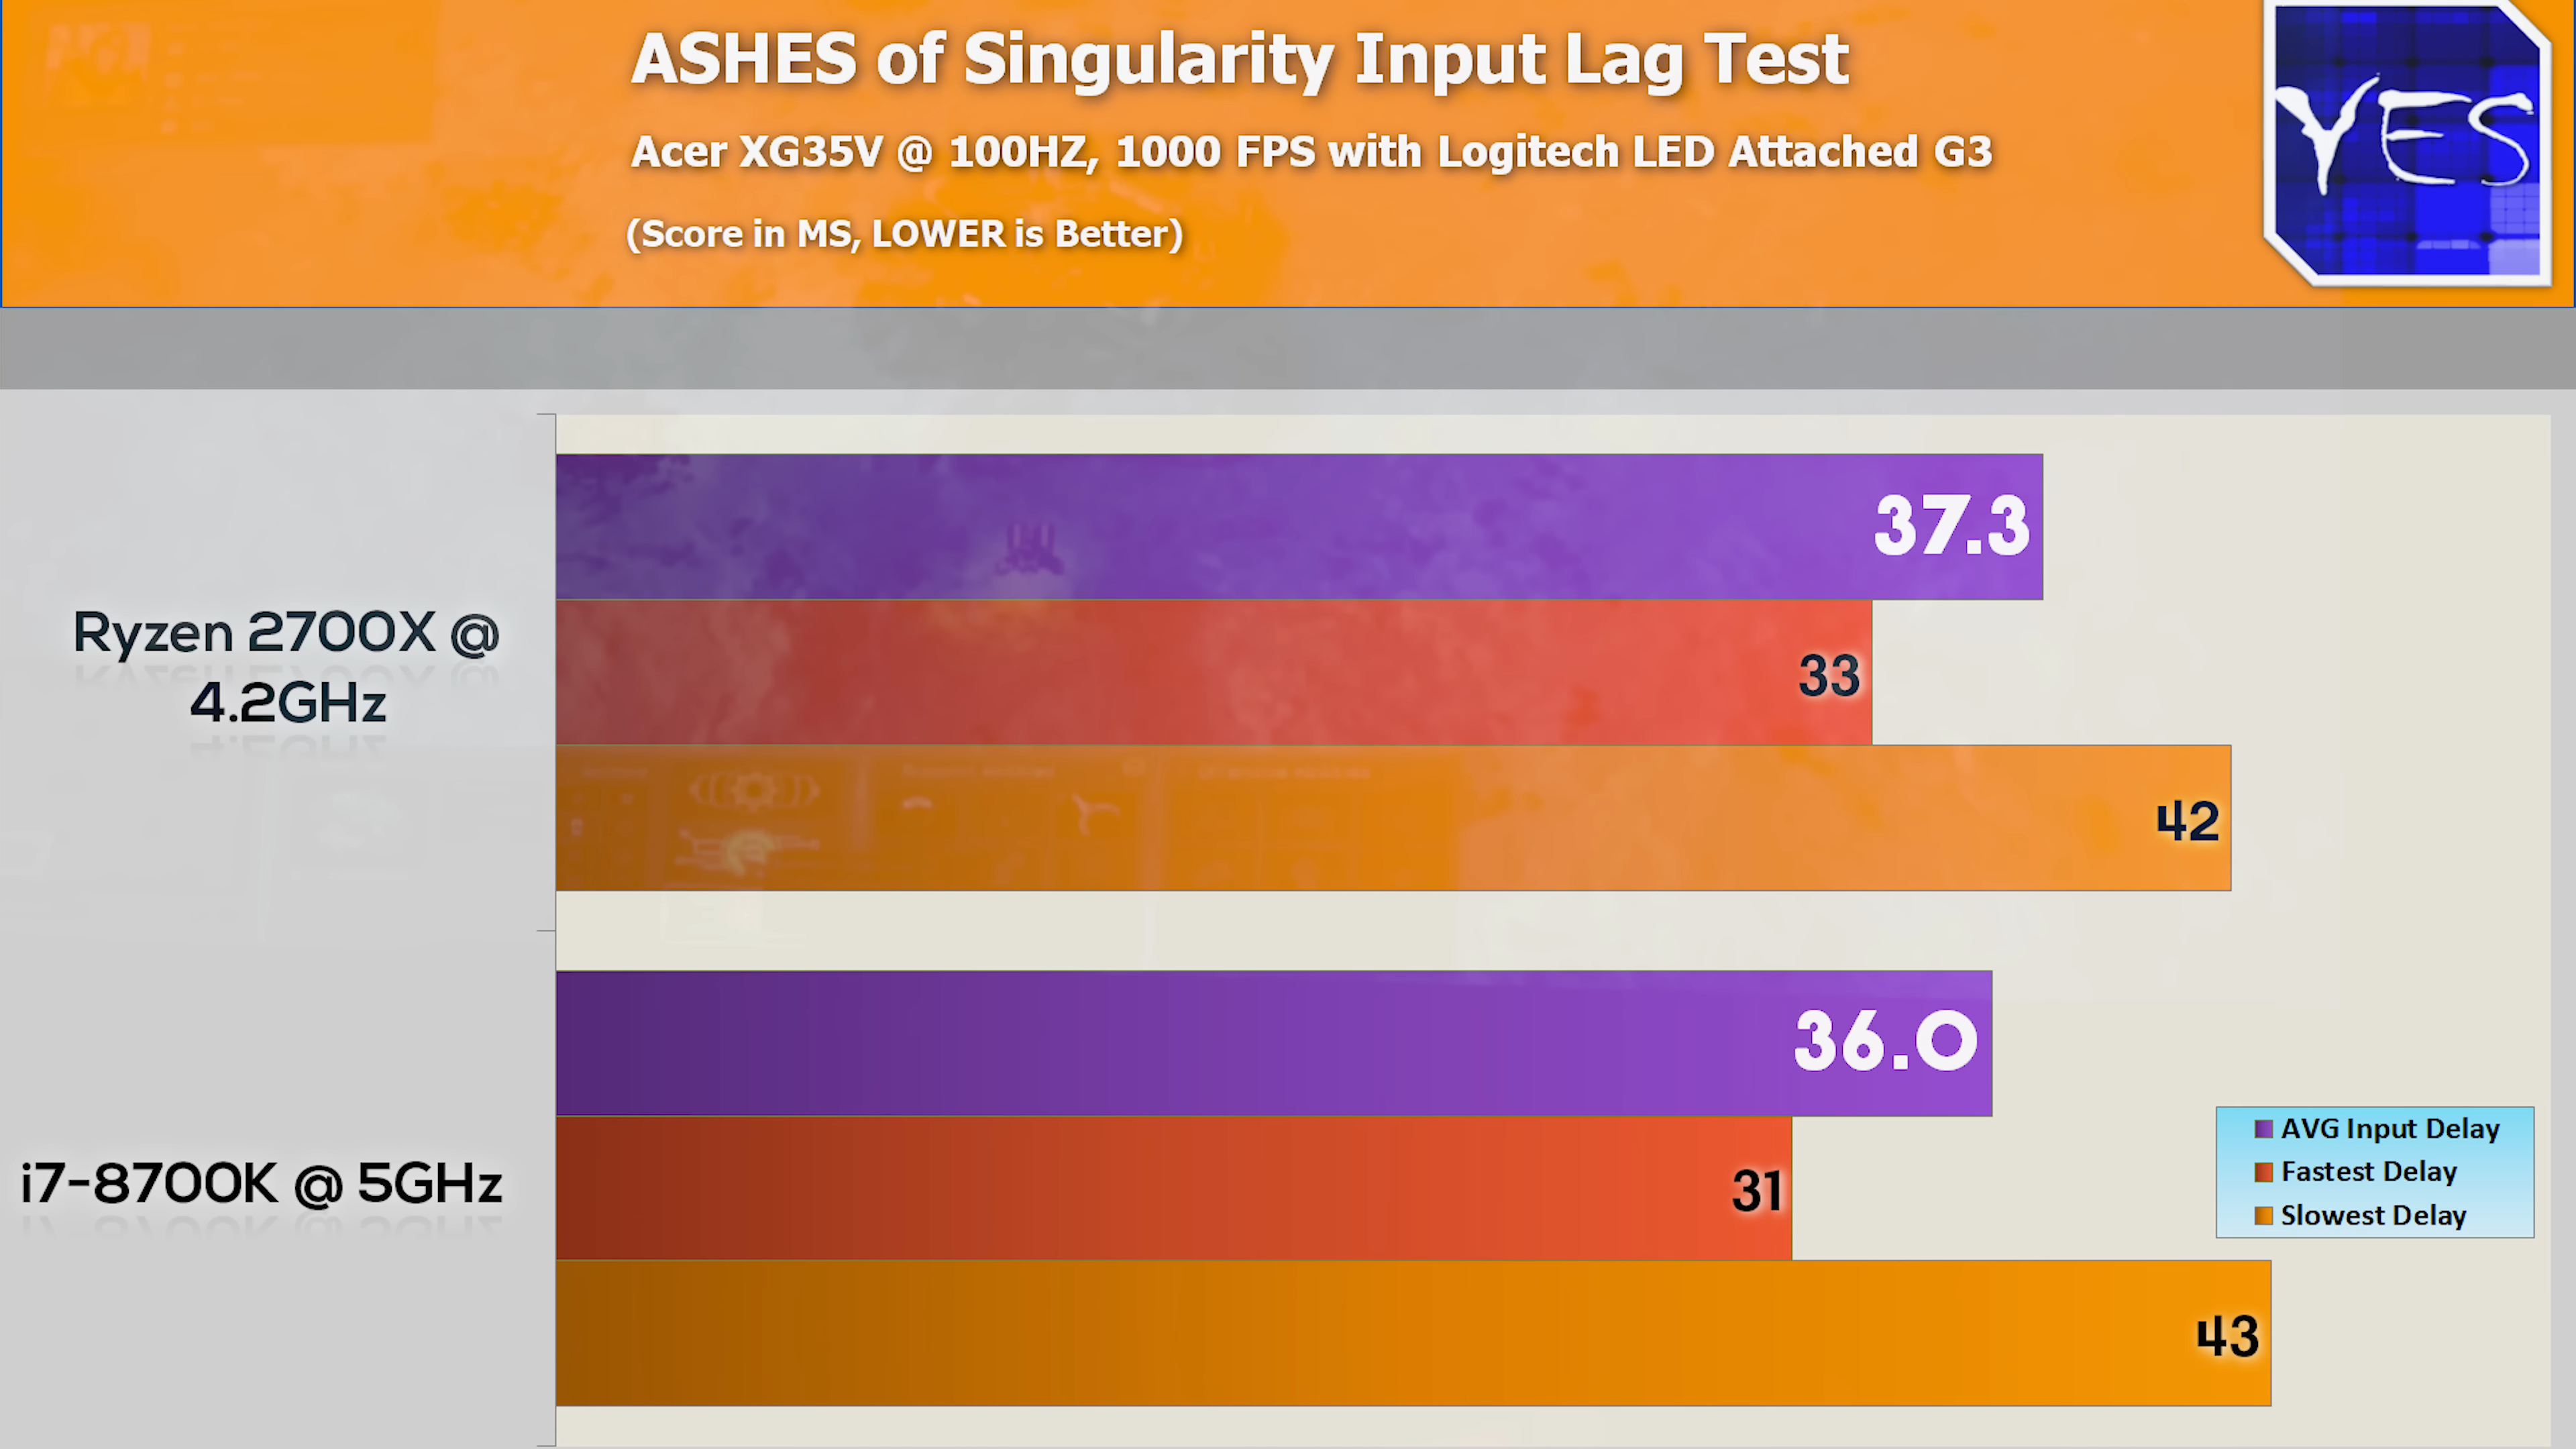 ASHES of Singularity Input Lag Test
Acer XG35V @ 100HZ, 1000 FPS with Logitech LED Attached G3
(Score in MS, LOWER is Better)
YES
37.3
33
42
Ryzen 2700X @
4.2GHz
36.0
31
43
i7-8700K @ 5GHz
AVG Input Delay
Fastest Delay
Slowest Delay